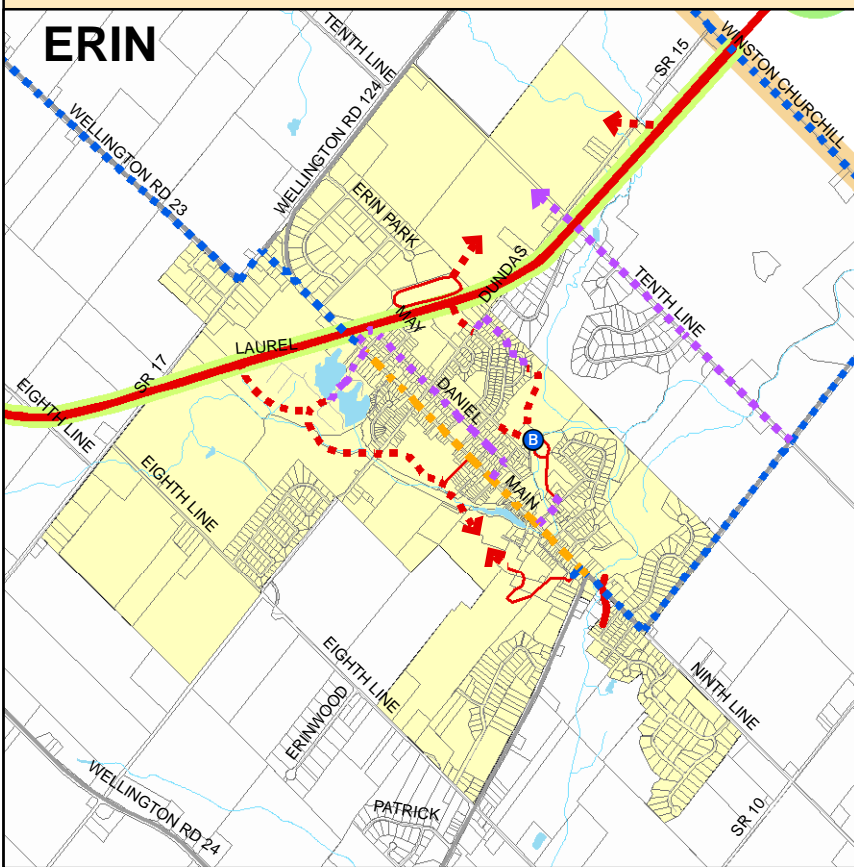 ERIN
TENTH LINE
SR 15
WINSTON CHURCHILL
WELLINGTON RD 124
WELLINGTON RD 23
ERIN PARK
DUNDAS
MAY
TENTH LINE
LAUREL
SR 17
EIGHTH LINE
DANIEL
B
EIGHTH LINE
MAIN
EIGHTH LINE
NINTH LINE
ERINWOOD
WELLINGTON RD 24
PATRICK
SR 10